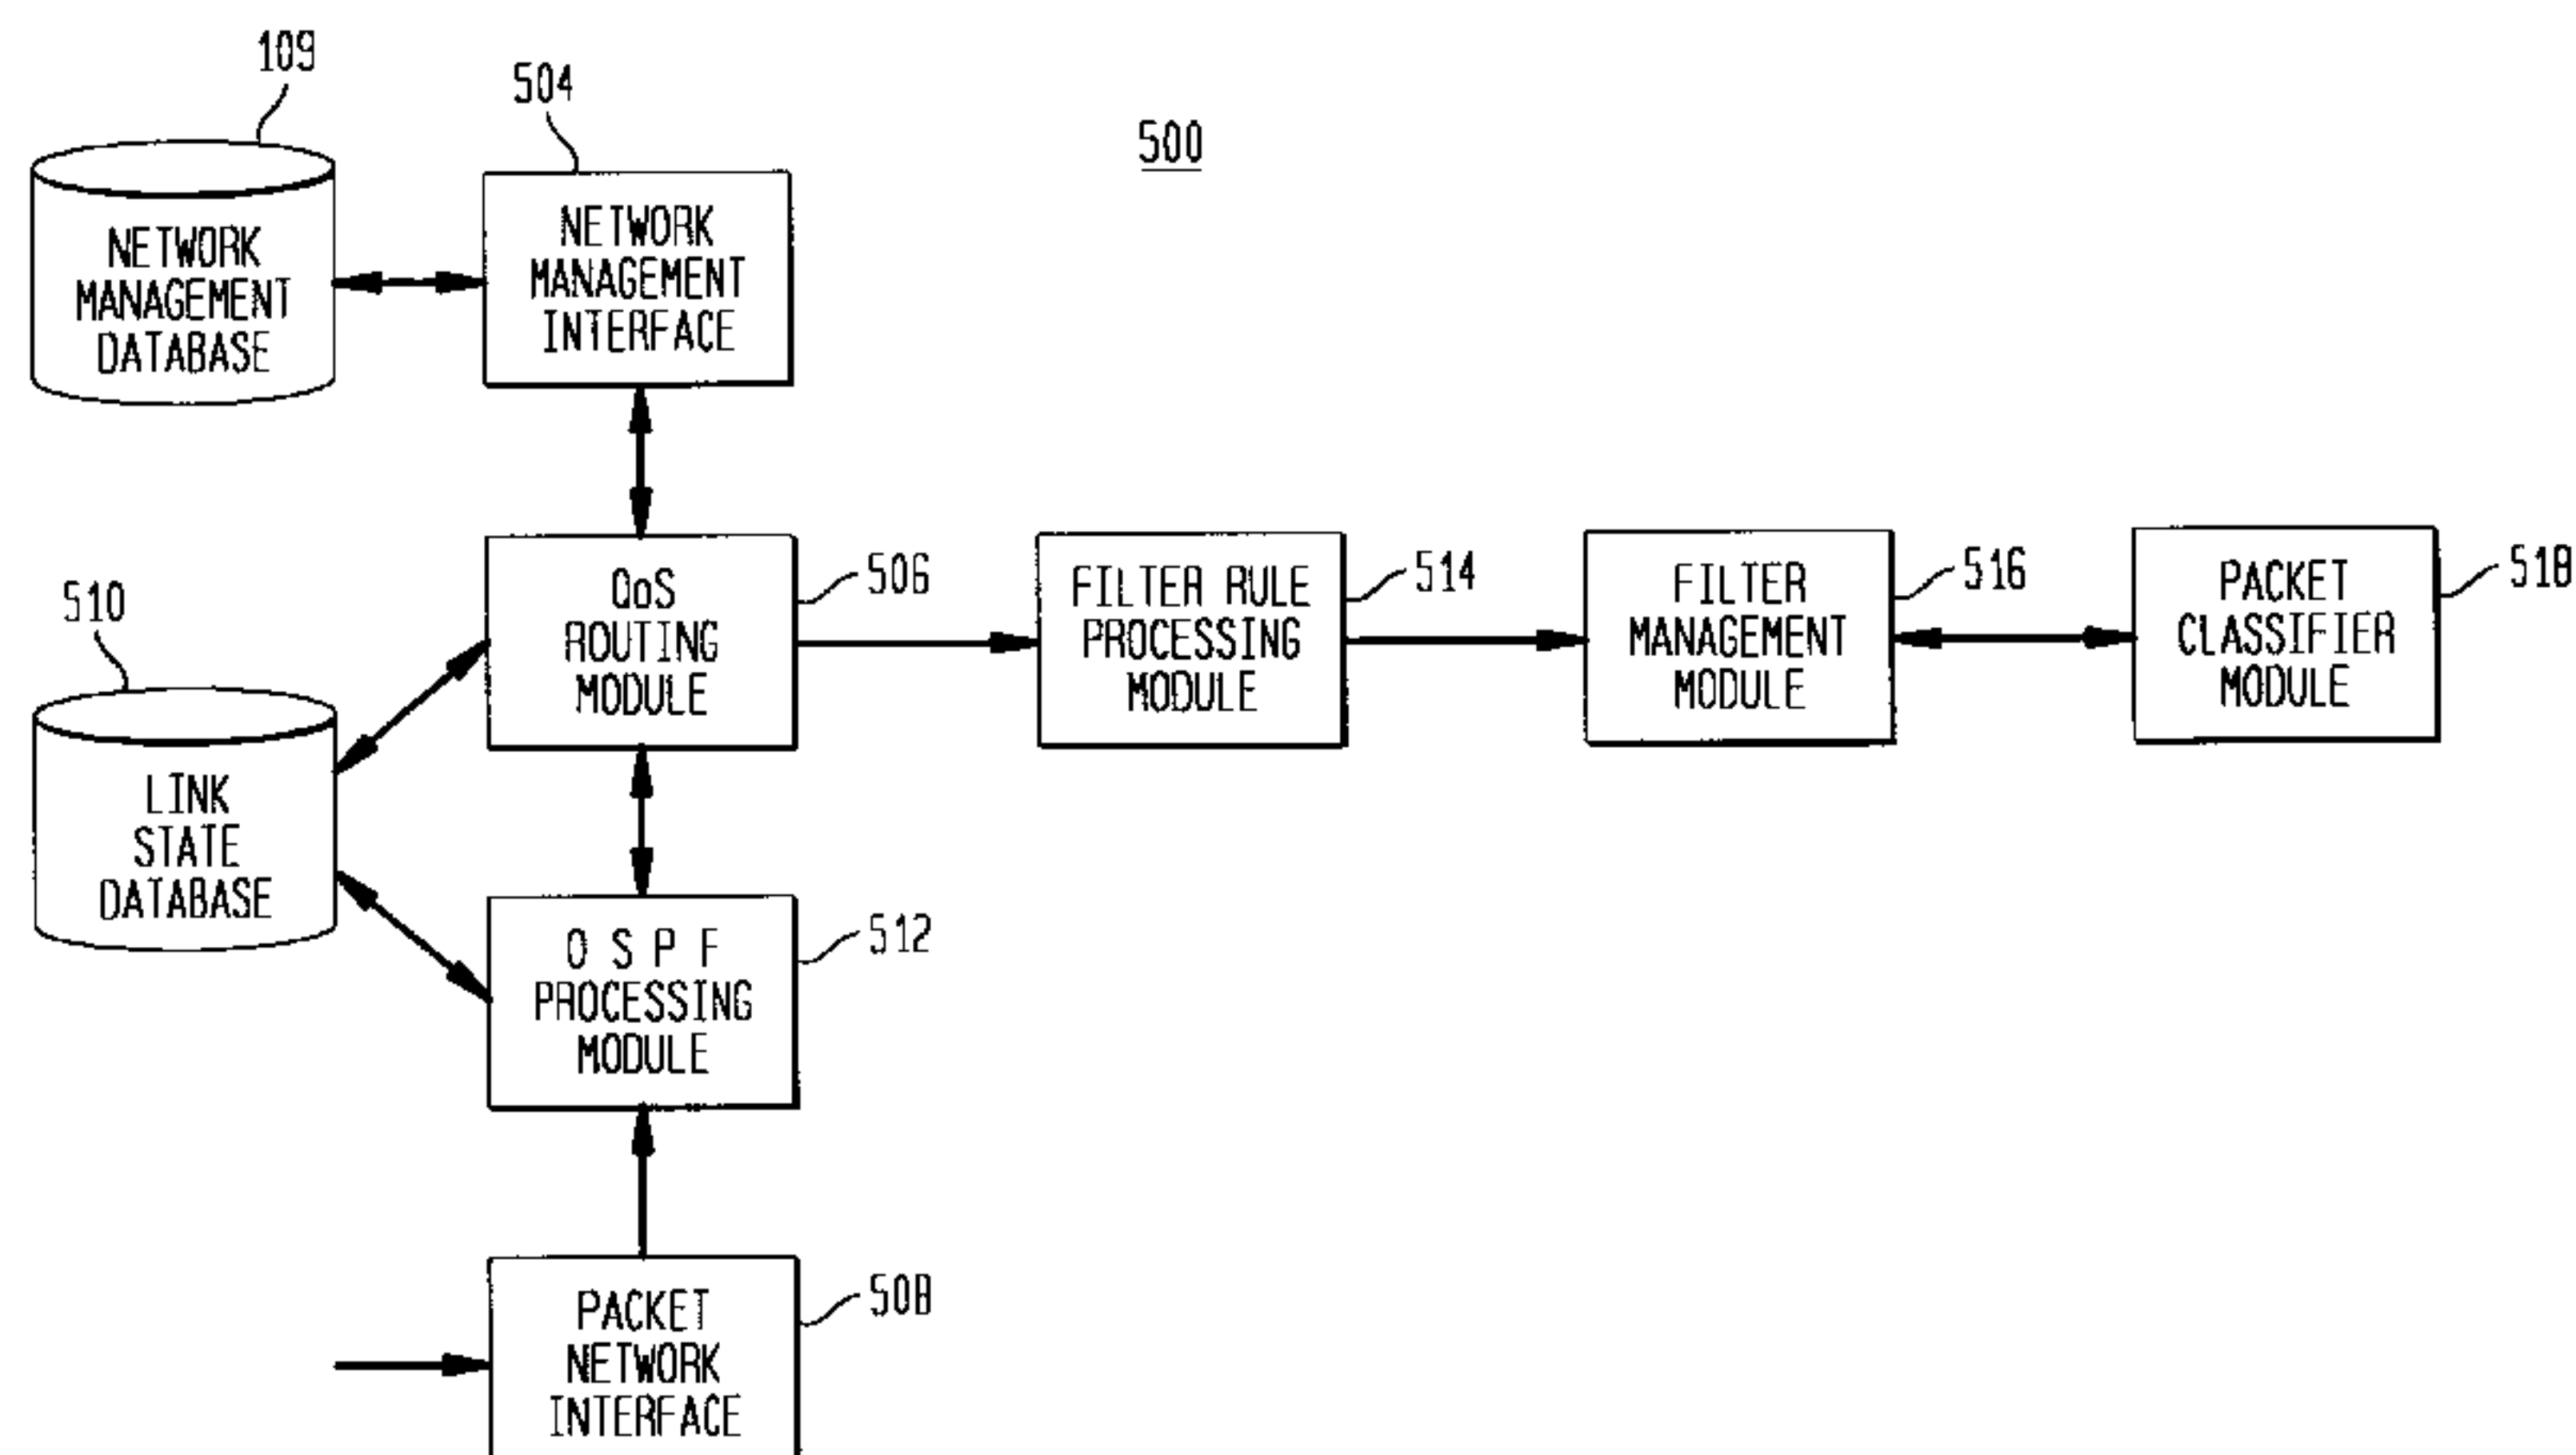 109
504
500
NETWORK
MANAGEMENT
DATABASE
NETWORK
MANAGEMENT
INTERFACE
510
QoS
ROUTING
MODULE
506
FILTER RULE
PROCESSING
MODULE
514
FILTER
MANAGEMENT
MODULE
516
PACKET
CLASSIFIER
MODULE
518
LINK
STATE
DATABASE
O S P F
PROCESSING
MODULE
512
PACKET
NETWORK
INTERFACE
508